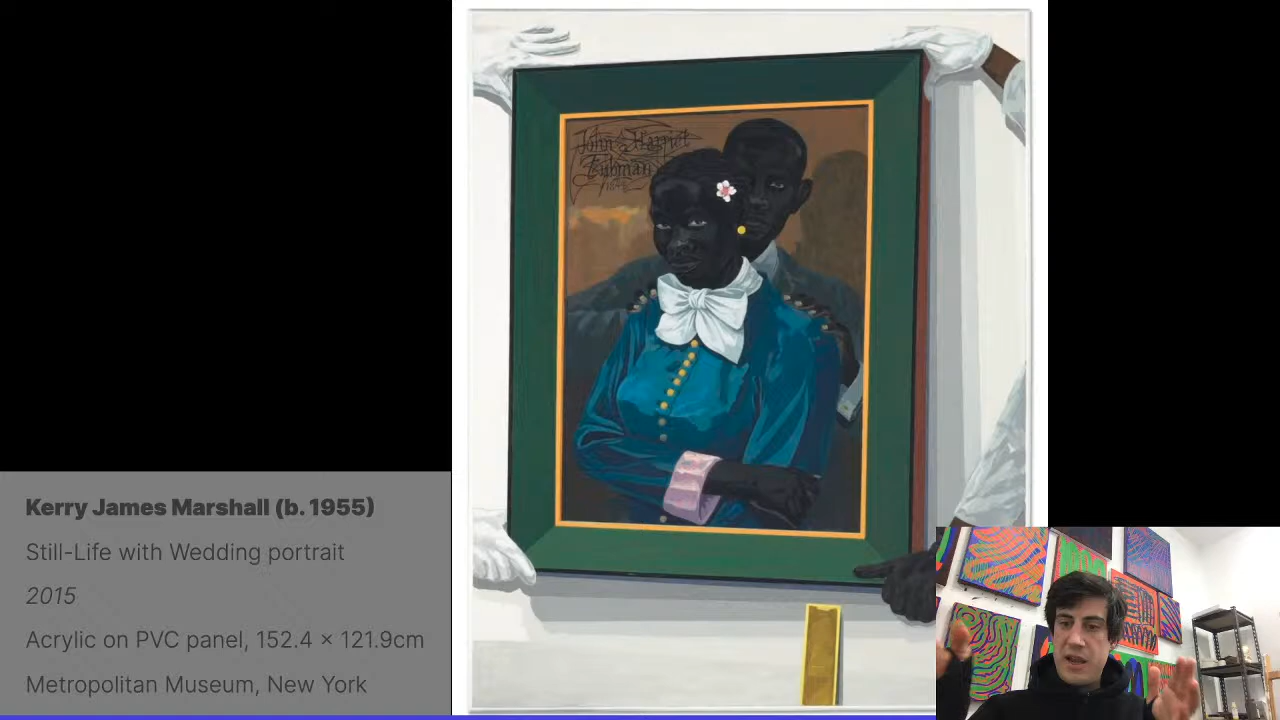 John & Harriet
Tubman
1844
Kerry James Marshall (b. 1955)
Still-Life with Wedding portrait
2015
Acrylic on PVC panel, 152.4 × 121.9cm
Metropolitan Museum, New York